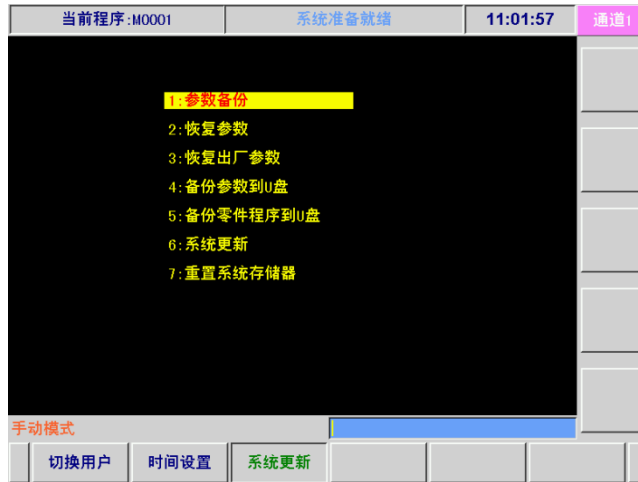 当前程序:M0001 系统准备就绪 11:01:57 通道1
1:参数备份
2:恢复参数
3:恢复出厂参数
4:备份参数到U盘
5:备份零件程序到U盘
6:系统更新
7:重置系统存储器
手动模式
切换用户 时间设置 系统更新